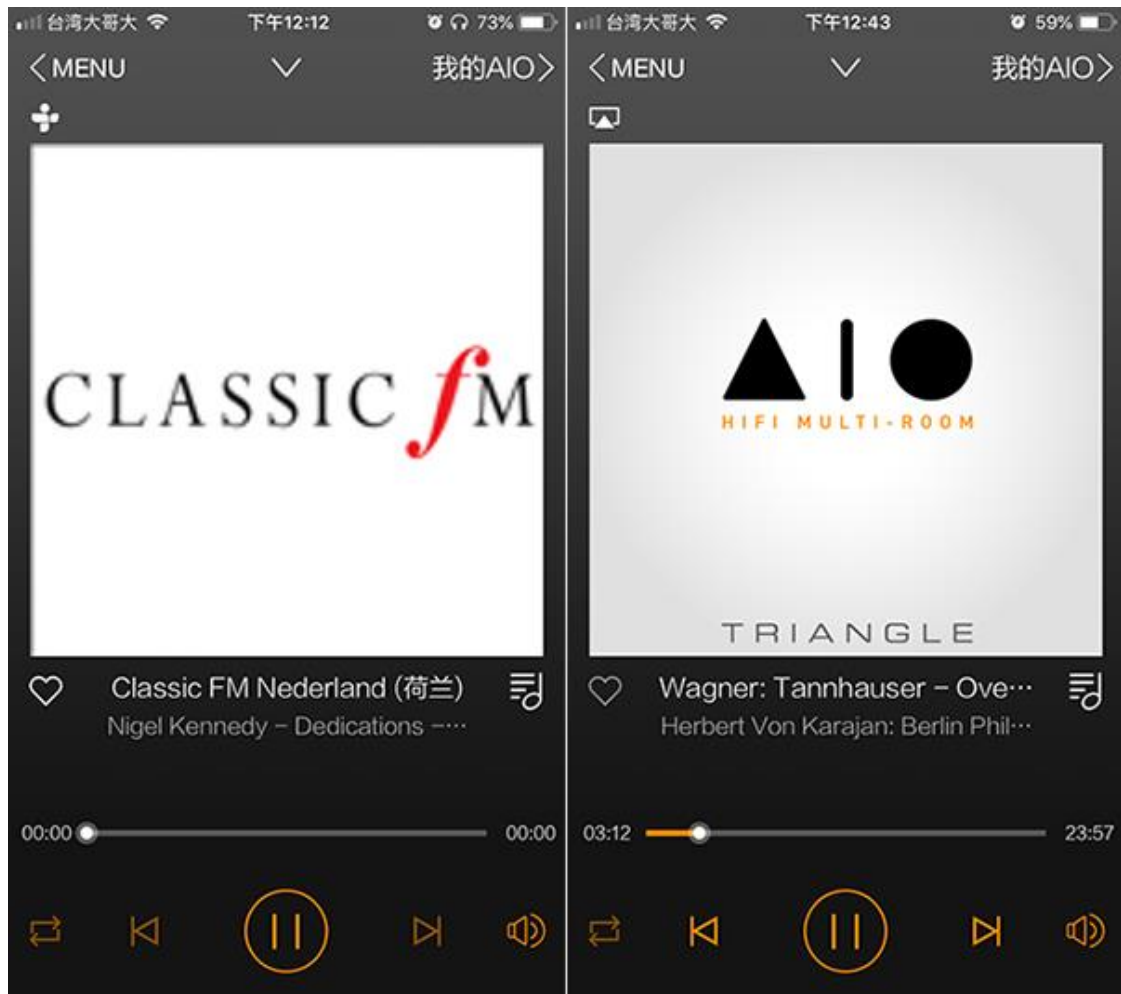 台湾大哥大 下午12:12 73%
MENU 我的AIO
CLASSIC fM
Classic FM Nederland (荷兰)
Nigel Kennedy – Dedications –…
00:00 00:00
台湾大哥大 下午12:43 59%
MENU 我的AIO
AIO
HIFI MULTI-ROOM
TRIANGLE
Wagner: Tannhauser – Ove…
Herbert Von Karajan: Berlin Phil…
03:12 23:57